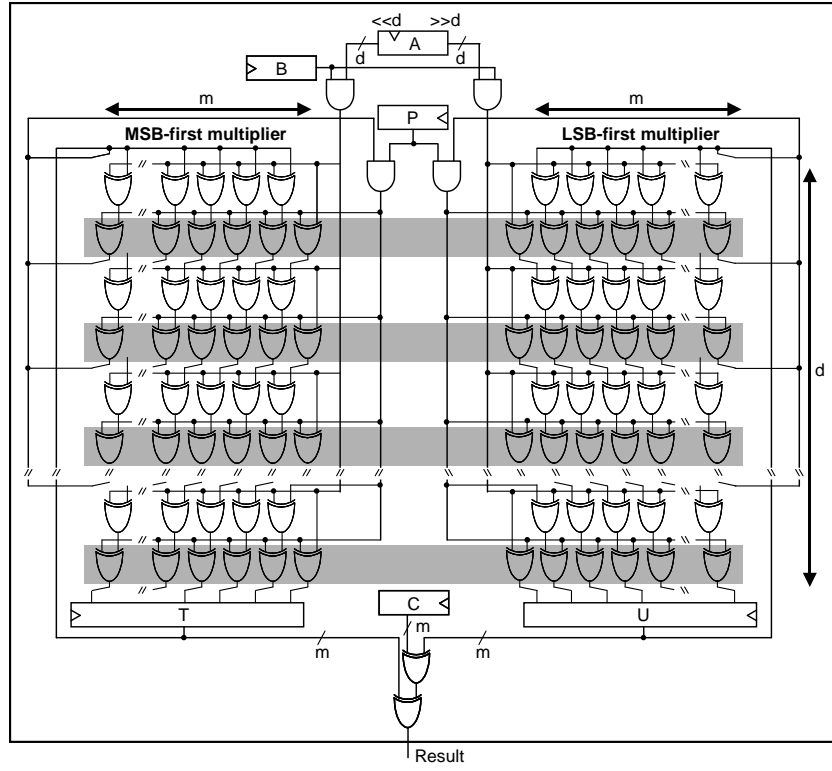 <<d >>d
A
d d
B
m m
P
MSB-first multiplier LSB-first multiplier
d
T C U
m
m m
Result